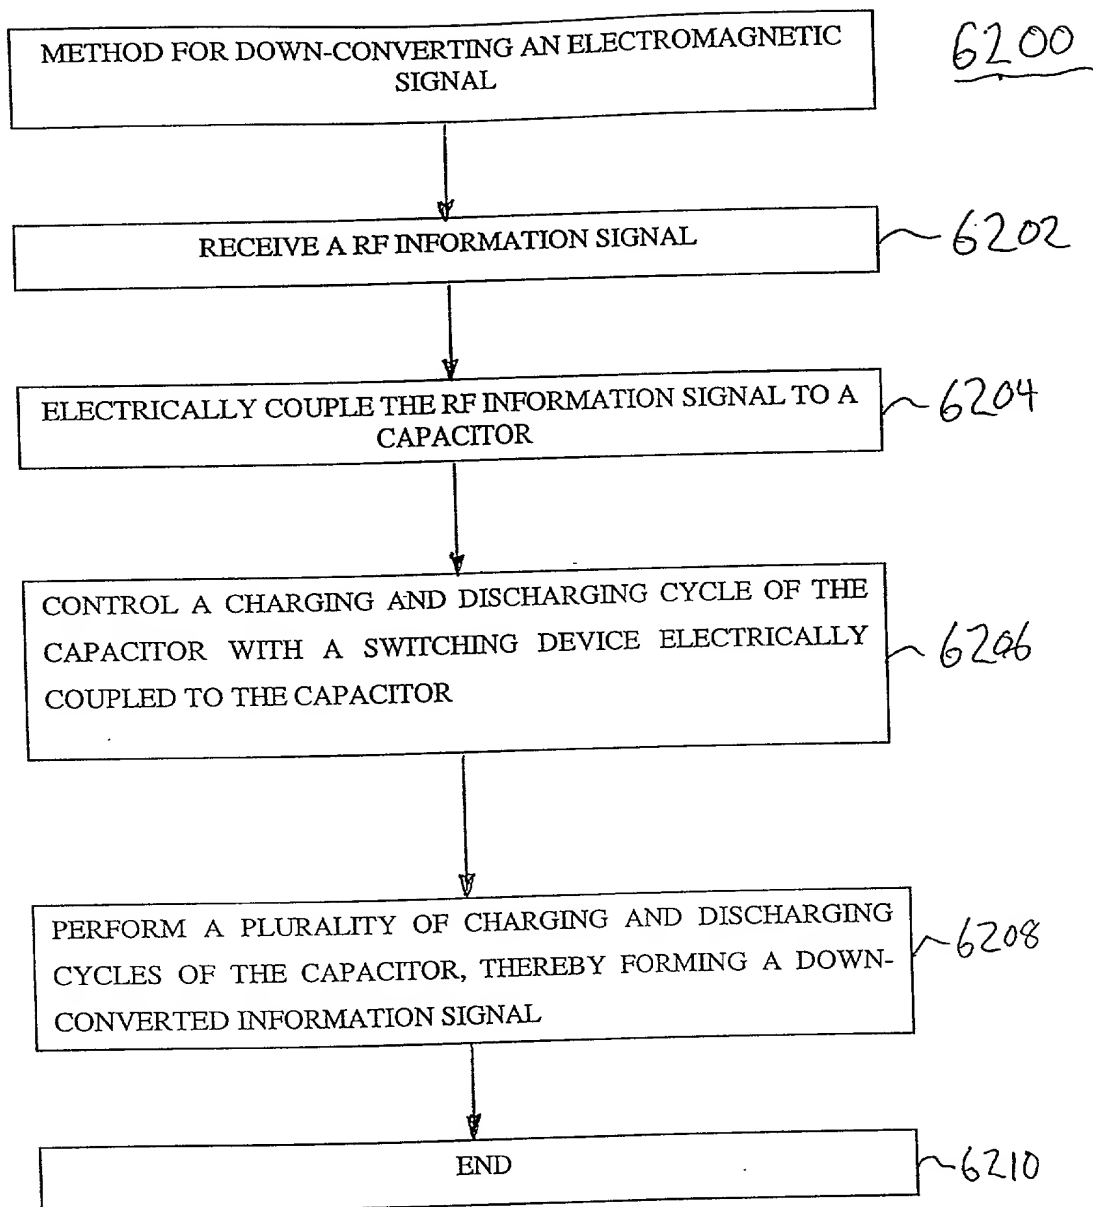 METHOD FOR DOWN-CONVERTING AN ELECTROMAGNETIC
SIGNAL
6200
RECEIVE A RF INFORMATION SIGNAL
6202
ELECTRICALLY COUPLE THE RF INFORMATION SIGNAL TO A
CAPACITOR
6204
CONTROL A CHARGING AND DISCHARGING CYCLE OF THE
CAPACITOR WITH A SWITCHING DEVICE ELECTRICALLY
COUPLED TO THE CAPACITOR
6206
PERFORM A PLURALITY OF CHARGING AND DISCHARGING
CYCLES OF THE CAPACITOR, THEREBY FORMING A DOWN-
CONVERTED INFORMATION SIGNAL
6208
END
6210